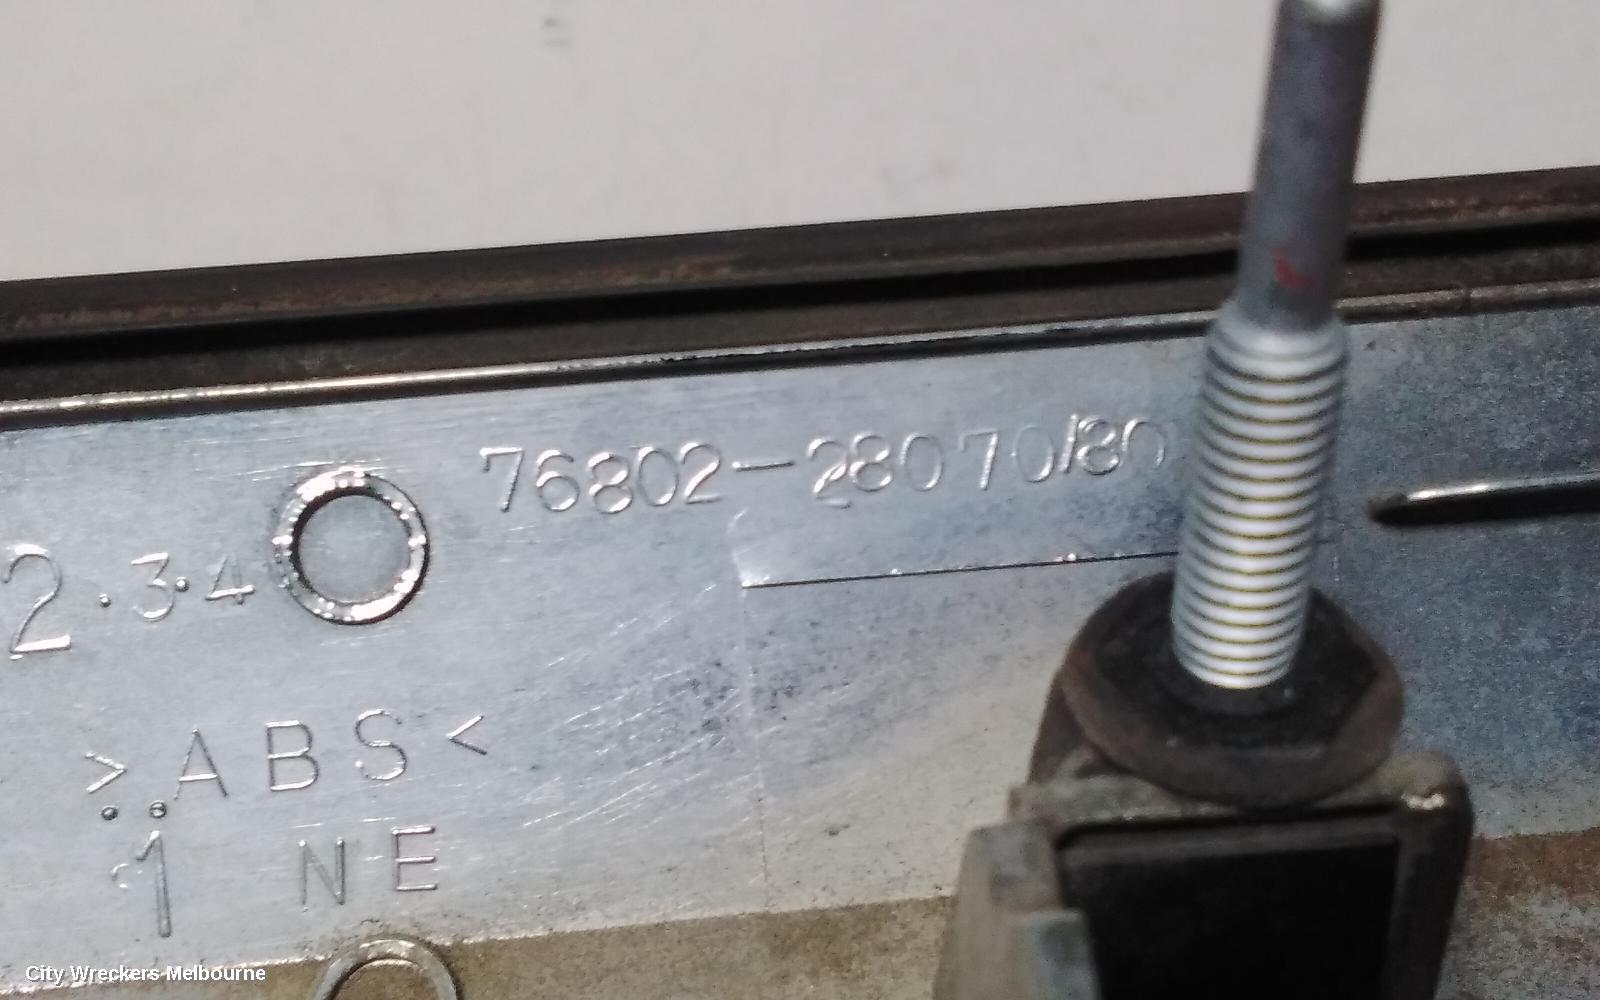 76802-28070/80
2.3.4
>ABS<
1 NE
City Wreckers Melbourne